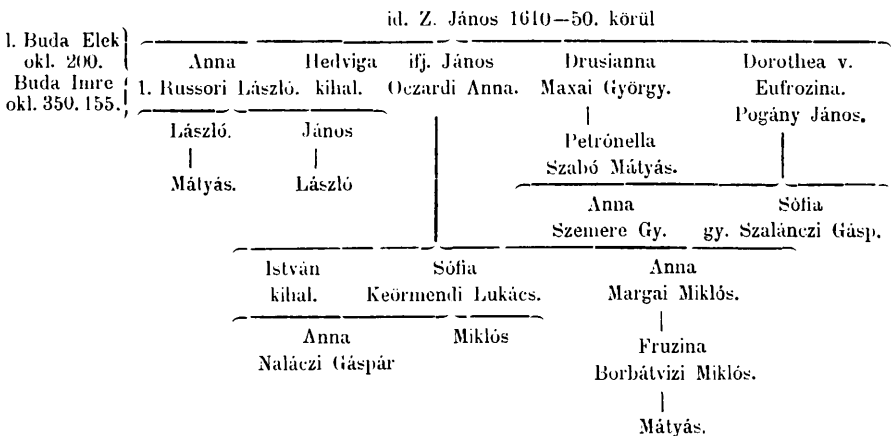 id. Z. János 1610—50. körül
l. Buda Elek
okl. 200.
Buda Imre
okl. 350. 155.
Anna Hedviga ifj. János Drusianna Dorothea v.
l. Russori László. kihal. Oczardi Anna. Maxai György. Eufrozina.
Pogány János.
László. János Petrónella
Szabó Mátyás.
Mátyás. László
Anna Sófia
Szemere Gy. gy. Szalánczi Gásp.
István Sófia Anna
kihal. Keörmendi Lukács. Margai Miklós.
Anna Miklós Fruzina
Naláczi Gáspár Borbátvizi Miklós.
Mátyás.